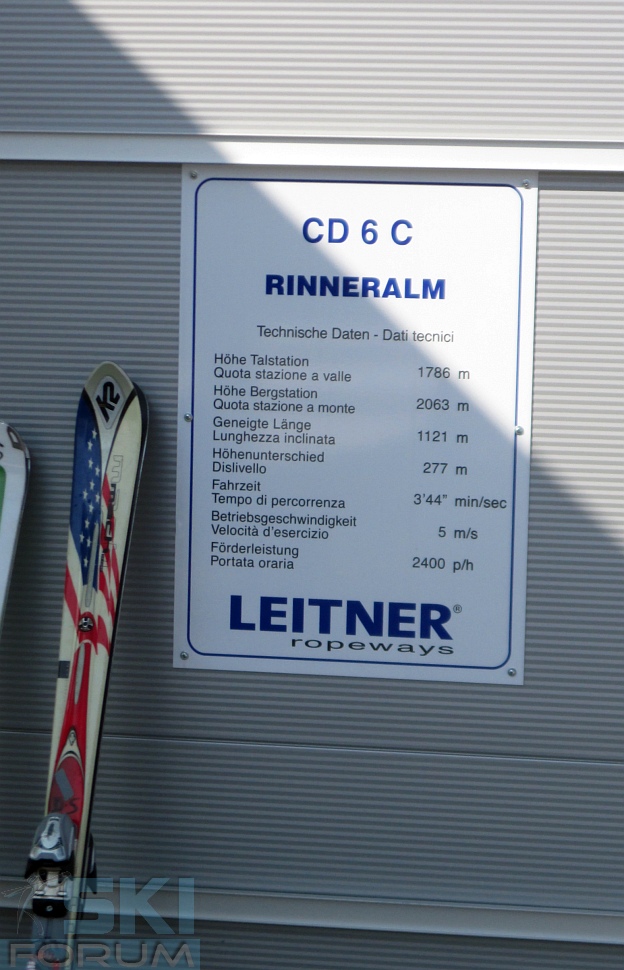 CD 6 C
RINNERALM
Technische Daten - Dati tecnici
Höhe Talstation
Quota stazione a valle 1786 m
Höhe Bergstation
Quota stazione a monte 2063 m
Geneigte Länge
Lunghezza inclinata 1121 m
Höhenunterschied
Dislivello 277 m
Fahrzeit
Tempo di percorrenza 3'44" min/sec
Betriebsgeschwindigkeit
Velocità d'esercizio 5 m/s
Förderleistung
Portata oraria 2400 p/h
LEITNER®
ropeways
K2
SKI
FORUM